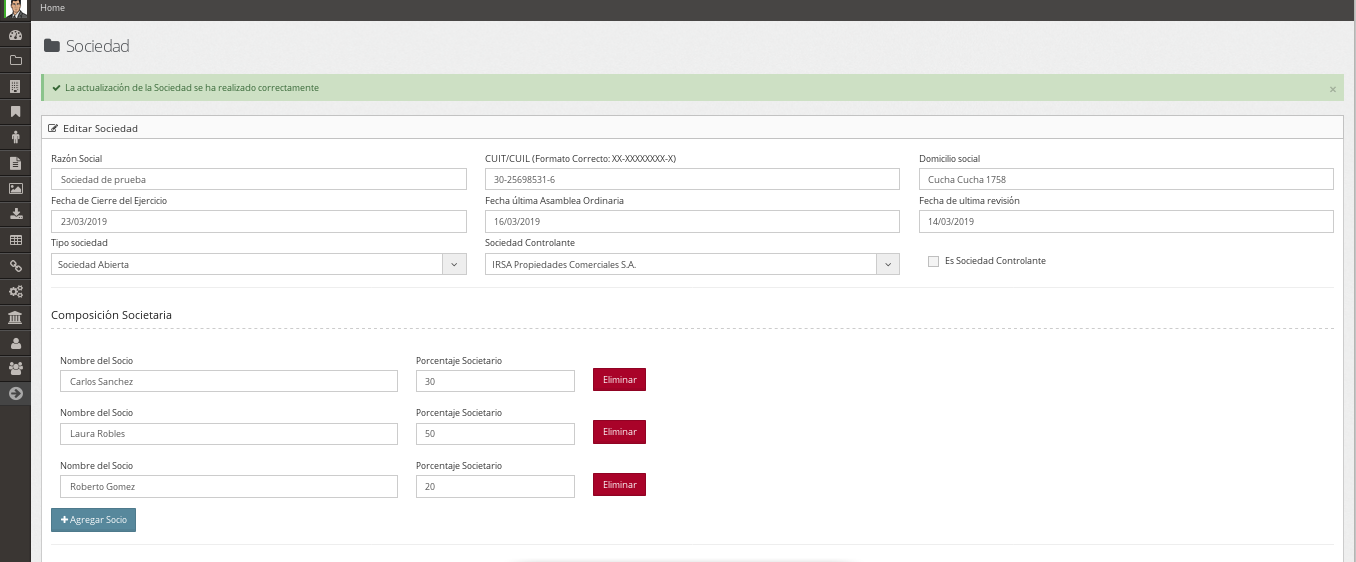 Home
Sociedad
La actualización de la Sociedad se ha realizado correctamente ×
Editar Sociedad
Razón Social CUIT/CUIL (Formato Correcto: XX-XXXXXXXX-X) Domicilio social
Sociedad de prueba 30-25698531-6 Cucha Cucha 1758
Fecha de Cierre del Ejercicio Fecha última Asamblea Ordinaria Fecha de ultima revisión
23/03/2019 16/03/2019 14/03/2019
Tipo sociedad Sociedad Controlante
Sociedad Abierta IRSA Propiedades Comerciales S.A. Es Sociedad Controlante
Composición Societaria
Nombre del Socio Porcentaje Societario
Carlos Sanchez 30 Eliminar
Nombre del Socio Porcentaje Societario
Laura Robles 50 Eliminar
Nombre del Socio Porcentaje Societario
Roberto Gomez 20 Eliminar
+ Agregar Socio